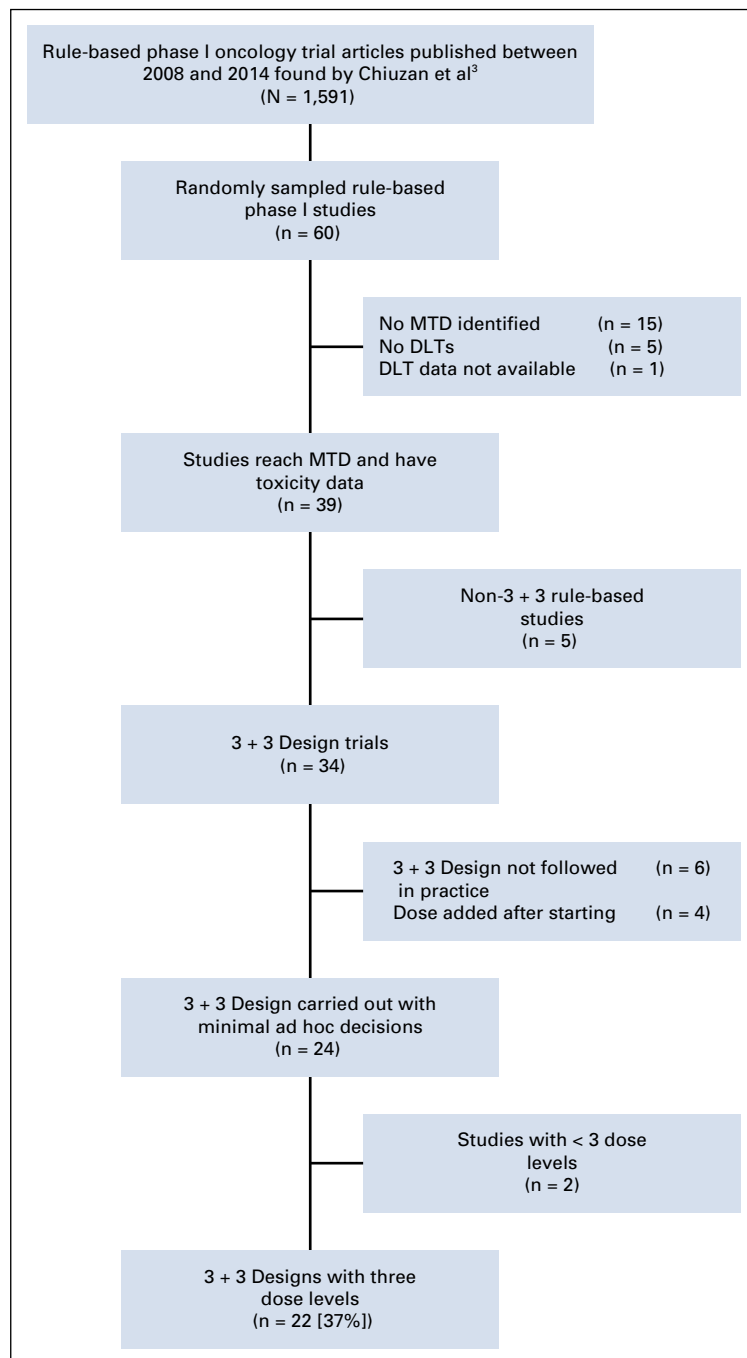 Rule-based phase I oncology trial articles published between
2008 and 2014 found by Chiuzan et al³
(N = 1,591)
Randomly sampled rule-based
phase I studies
(n = 60)
No MTD identified (n = 15)
No DLTs (n = 5)
DLT data not available (n = 1)
Studies reach MTD and have
toxicity data
(n = 39)
Non-3 + 3 rule-based
studies
(n = 5)
3 + 3 Design trials
(n = 34)
3 + 3 Design not followed (n = 6)
in practice
Dose added after starting (n = 4)
3 + 3 Design carried out with
minimal ad hoc decisions
(n = 24)
Studies with < 3 dose
levels
(n = 2)
3 + 3 Designs with three
dose levels
(n = 22 [37%])